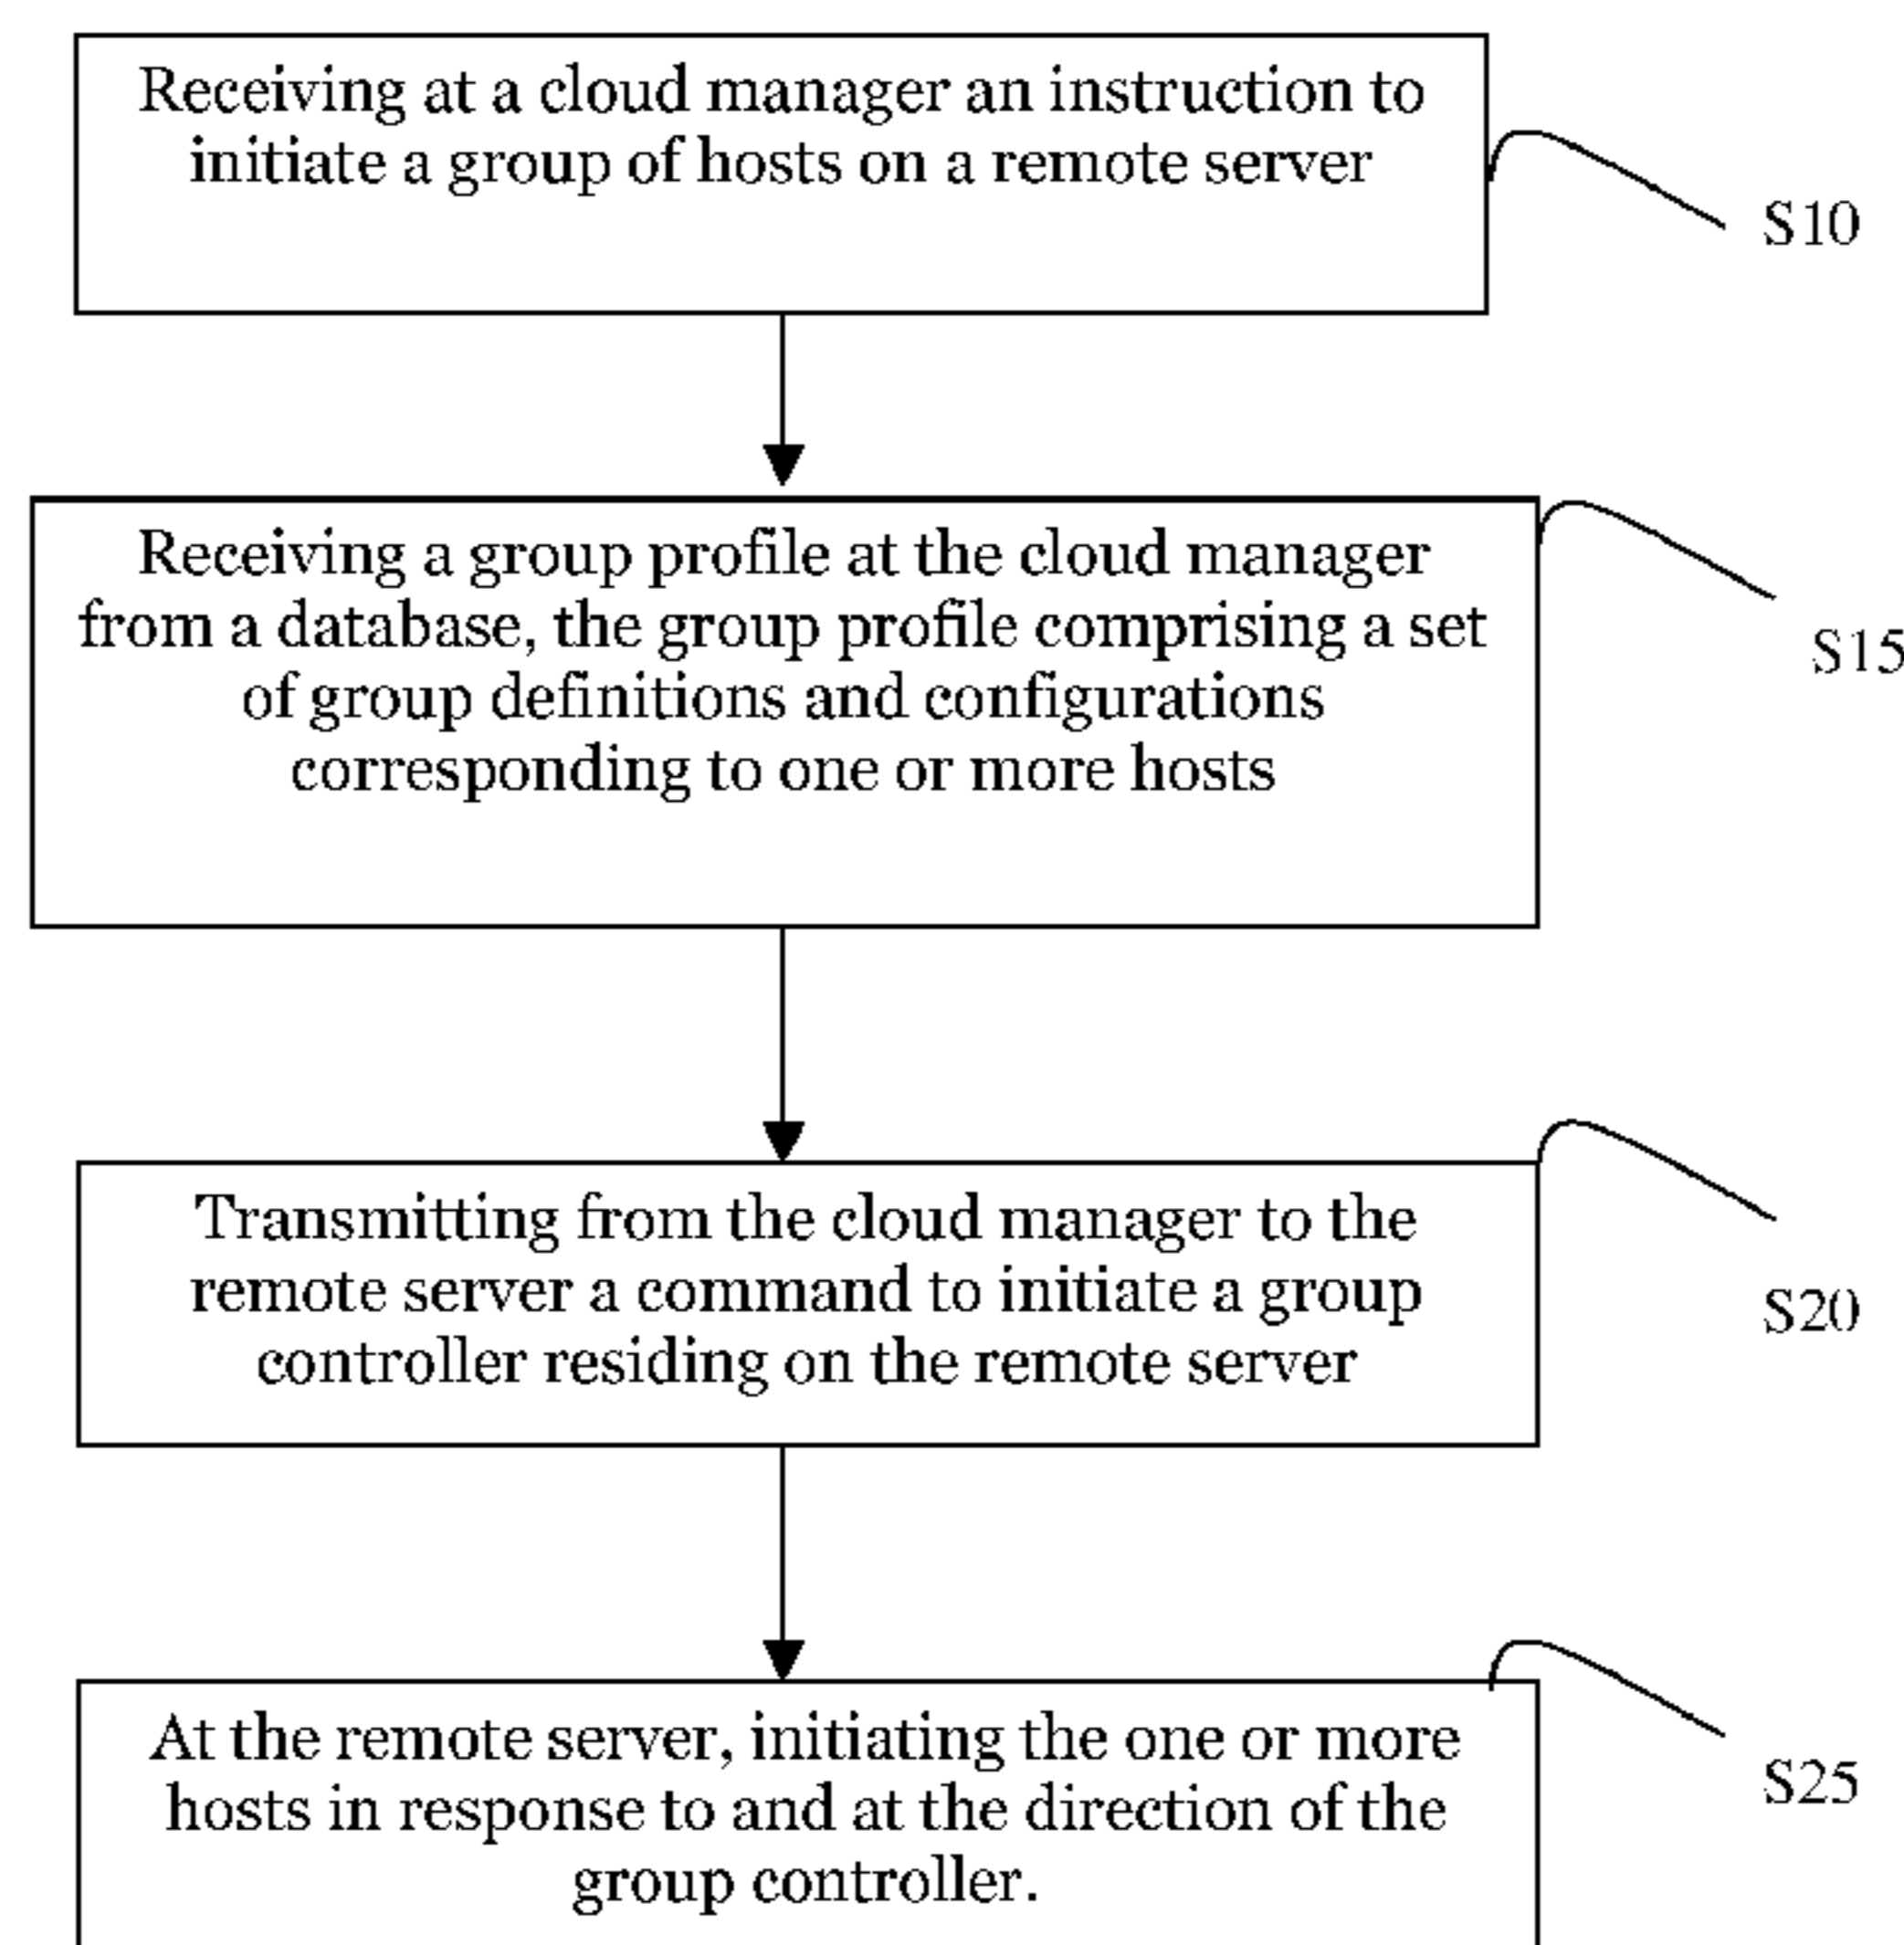 Receiving at a cloud manager an instruction to
initiate a group of hosts on a remote server
S10
Receiving a group profile at the cloud manager
from a database, the group profile comprising a set
of group definitions and configurations
corresponding to one or more hosts
S15
Transmitting from the cloud manager to the
remote server a command to initiate a group
controller residing on the remote server
S20
At the remote server, initiating the one or more
hosts in response to and at the direction of the
group controller.
S25